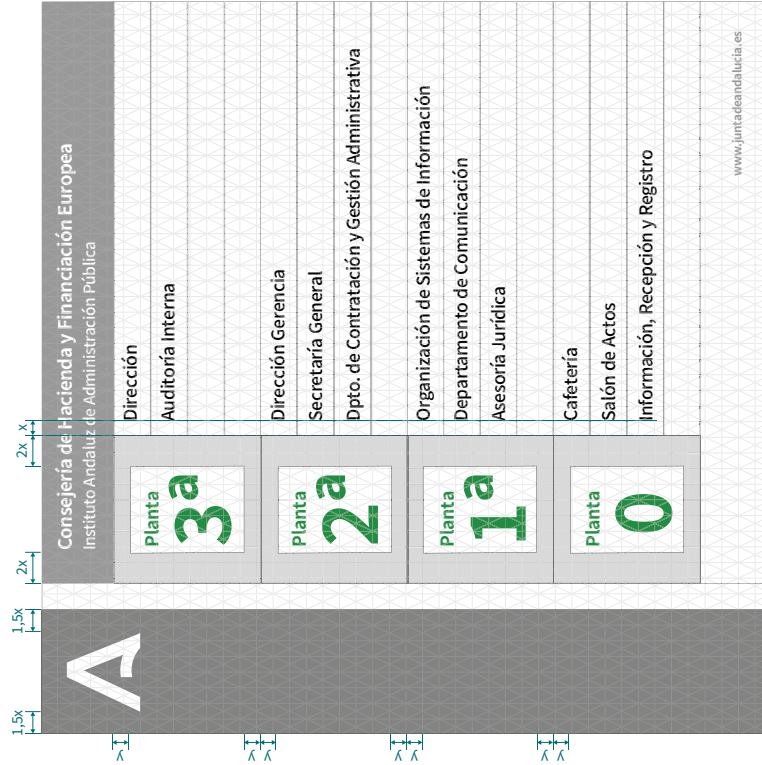 Consejería de Hacienda y Financiación Europea
Instituto Andaluz de Administración Pública
Planta
3ª
Dirección
Auditoría Interna
Planta
2ª
Dirección Gerencia
Secretaría General
Dpto. de Contratación y Gestión Administrativa
Planta
1ª
Organización de Sistemas de Información
Departamento de Comunicación
Asesoría Jurídica
Planta
0
Cafetería
Salón de Actos
Información, Recepción y Registro
www.juntadeandalucia.es
1,5x
1,5x
2x
2x
x
y
y
y
y
y
y
y